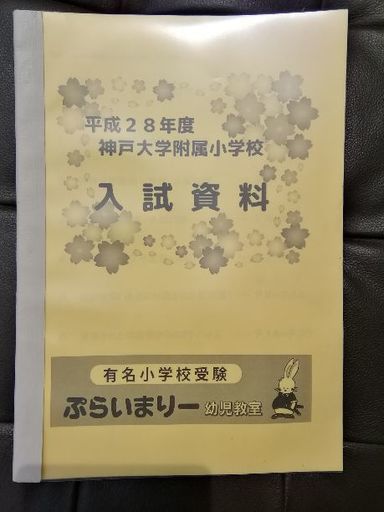 平成２８年度
神戸大学附属小学校
入試資料
有名小学校受験
ぷらいまりー幼児教室